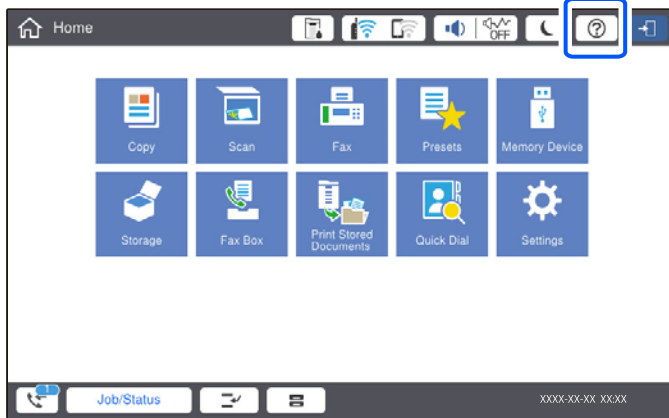 Home
OFF
?
Copy
Scan
Fax
Presets
Memory Device
Storage
Fax Box
Print Stored
Documents
Quick Dial
Settings
1
Job/Status
XXXX-XX-XX XX:XX